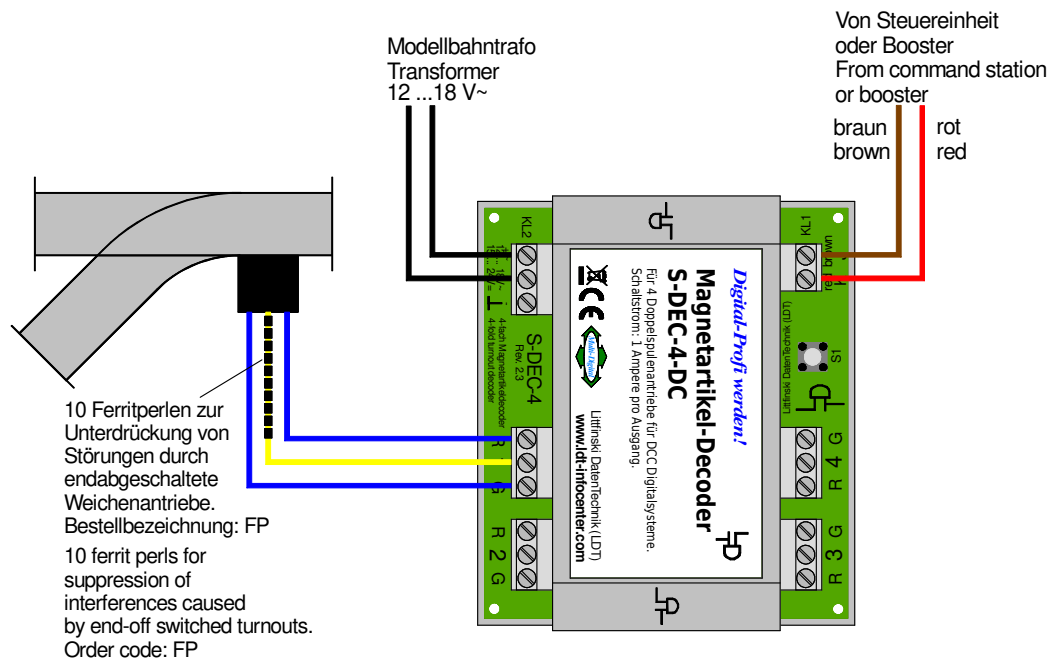 Modellbahntrafo
Transformer
12 ...18 V~
Von Steuereinheit
oder Booster
From command station
or booster
braun
brown
rot
red
10 Ferritperlen zur
Unterdrückung von
Störungen durch
endabgeschaltete
Weichenantriebe.
Bestellbezeichnung: FP
10 ferrit perls for
suppression of
interferences caused
by end-off switched turnouts.
Order code: FP
KL2
4-fach Magnetartikeldecoder
4-fold turnout decoder
S-DEC-4
Rev. 2.3
R
G
R 2 G
Digital-Profi werden!
Magnetartikel-Decoder
S-DEC-4-DC
Für 4 Doppelspulenantriebe für DCC Digitalsysteme.
Schaltstrom: 1 Ampere pro Ausgang.
CE
Multi-Digital
Littfinski DatenTechnik (LDT)
www.ldt-infocenter.com
KL1
brown
S1
Littfinski DatenTechnik (LDT)
R 4 G
R 3 G